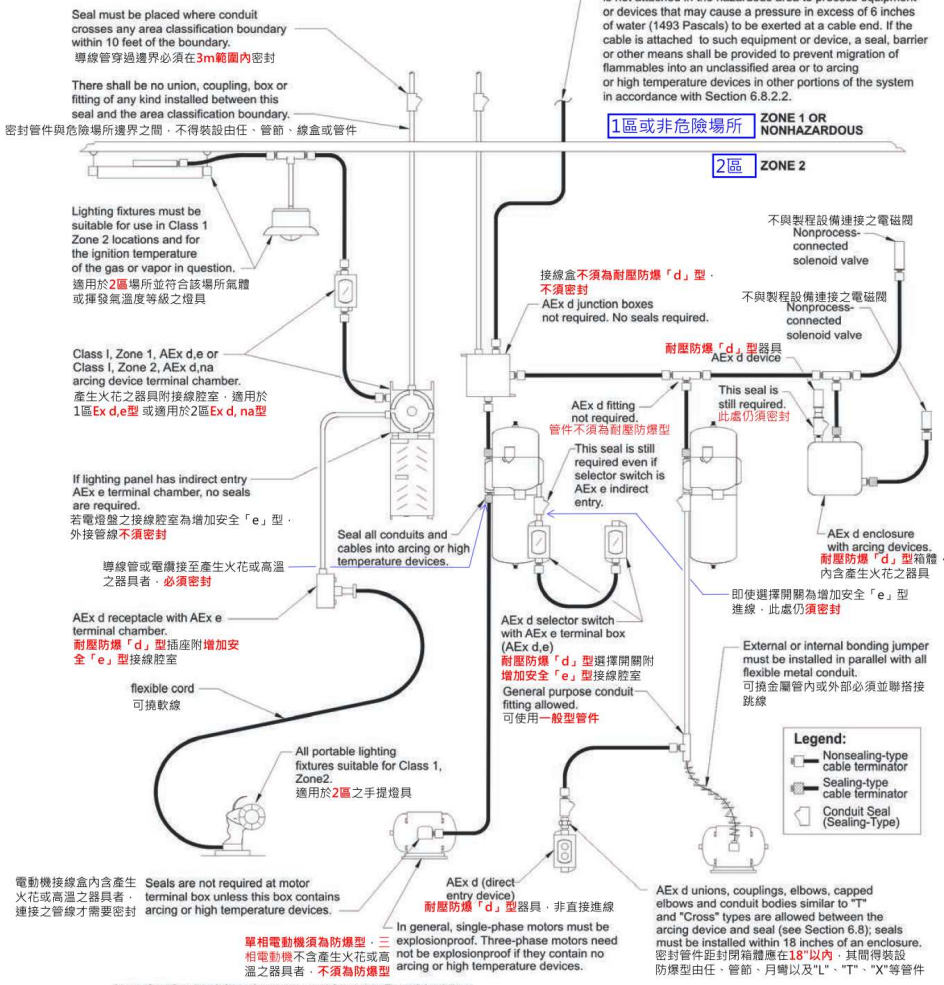 is not attached in the hazardous area to process equipment
or devices that may cause a pressure in excess of 6 inches
of water (1493 Pascals) to be exerted at a cable end. If the
cable is attached to such equipment or device, a seal, barrier
or other means shall be provided to prevent migration of
flammables into an unclassified area or to arcing
or high temperature devices in other portions of the system
in accordance with Section 6.8.2.2.
Seal must be placed where conduit
crosses any area classification boundary
within 10 feet of the boundary.
導線管穿過邊界必須在3m範圍內密封
There shall be no union, coupling, box or
fitting of any kind installed between this
seal and the area classification boundary.
密封管件與危險場所邊界之間，不得裝設由任、管節、線盒或管件
1區或非危險場所
ZONE 1 OR
NONHAZARDOUS
2區
ZONE 2
Lighting fixtures must be
suitable for use in Class 1
Zone 2 locations and for
the ignition temperature
of the gas or vapor in question.
適用於2區場所並符合該場所氣體
或揮發氣溫度等級之燈具
不與製程設備連接之電磁閥
Nonprocess-
connected
solenoid valve
接線盒不須為耐壓防爆「d」型，
不須密封
AEx d junction boxes
not required. No seals required.
不與製程設備連接之電磁閥
Nonprocess-
connected
solenoid valve
Class I, Zone 1, AEx d,e or
Class I, Zone 2, AEx d,na
arcing device terminal chamber.
產生火花之器具附接線腔室，適用於
1區Ex d,e型 或適用於2區Ex d, na型
耐壓防爆「d」型器具
AEx d device
This seal is
still required.
此處仍須密封
AEx d fitting
not required.
管件不須為耐壓防爆型
This seal is still
required even if
selector switch is
AEx e indirect
entry.
If lighting panel has indirect entry
AEx e terminal chamber, no seals
are required.
若電燈盤之接線腔室為增加安全「e」型，
外接管線不須密封
Seal all conduits and
cables into arcing or high
temperature devices.
導線管或電纜接至產生火花或高溫
之器具者，必須密封
AEx d enclosure
with arcing devices.
耐壓防爆「d」型箱體，
內含產生火花之器具
即使選擇開關為增加安全「e」型
進線，此處仍須密封
AEx d receptacle with AEx e
terminal chamber.
耐壓防爆「d」型插座附增加安
全「e」型接線腔室
AEx d selector switch
with AEx e terminal box
(AEx d,e)
耐壓防爆「d」型選擇開關附
增加安全「e」型接線腔室
General purpose conduit
fitting allowed.
可使用一般型管件
External or internal bonding jumper
must be installed in parallel with all
flexible metal conduit.
可撓金屬管內或外部必須並聯搭接
跳線
flexible cord
可撓軟線
All portable lighting
fixtures suitable for Class 1,
Zone2.
適用於2區之手提燈具
Legend:
Nonsealing-type
cable terminator
Sealing-type
cable terminator
Conduit Seal
(Sealing-Type)
電動機接線盒內含產生
火花或高溫之器具者，
連接之管線才需要密封
Seals are not required at motor
terminal box unless this box contains
arcing or high temperature devices.
AEx d (direct
entry device)
耐壓防爆「d」型器具，非直接進線
AEx d unions, couplings, elbows, capped
elbows and conduit bodies similar to "T"
and "Cross" types are allowed between the
arcing device and seal (see Section 6.8); seals
must be installed within 18 inches of an enclosure.
密封管件距封閉箱體應在18"以內，其間得裝設
防爆型由任、管節、月彎以及"L"、"T"、"X"等管件
單相電動機須為防爆型，三
相電動機不含產生火花或高
溫之器具者，不須為防爆型
In general, single-phase motors must be
explosionproof. Three-phase motors need
not be explosionproof if they contain no
arcing or high temperature devices.